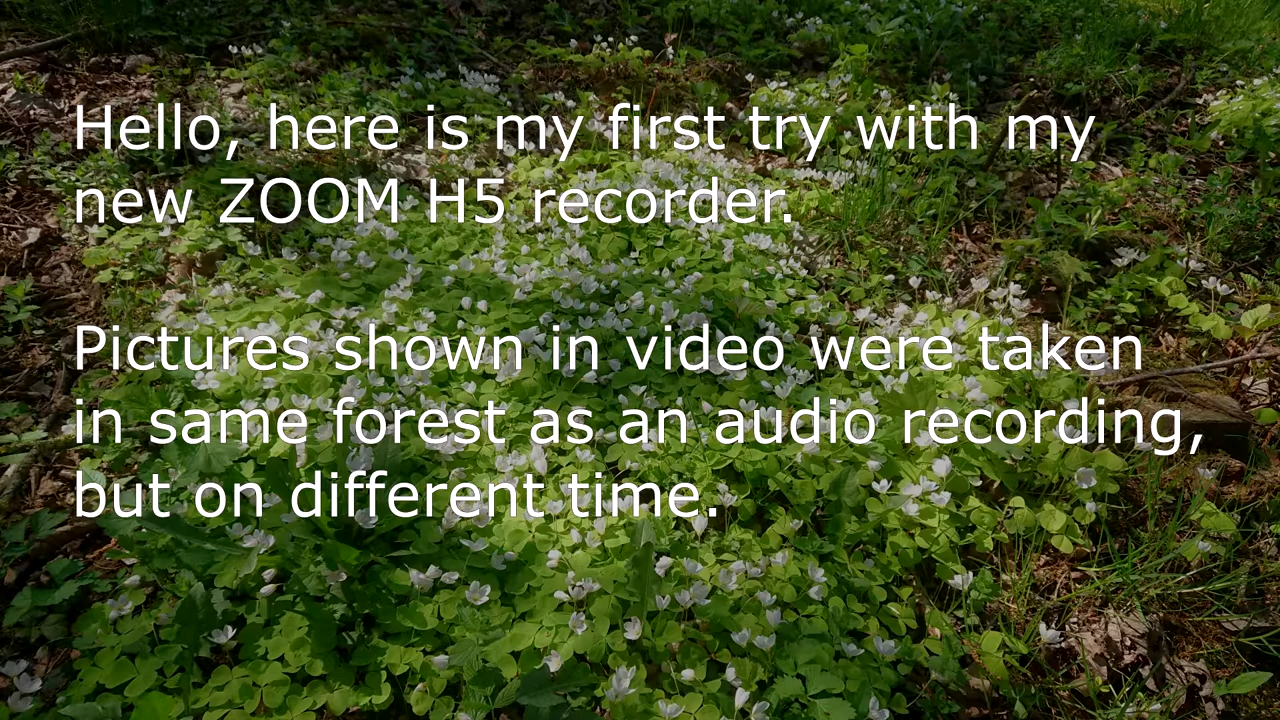 Hello, here is my first try with my
new ZOOM H5 recorder.
Pictures shown in video were taken
in same forest as an audio recording,
but on different time.